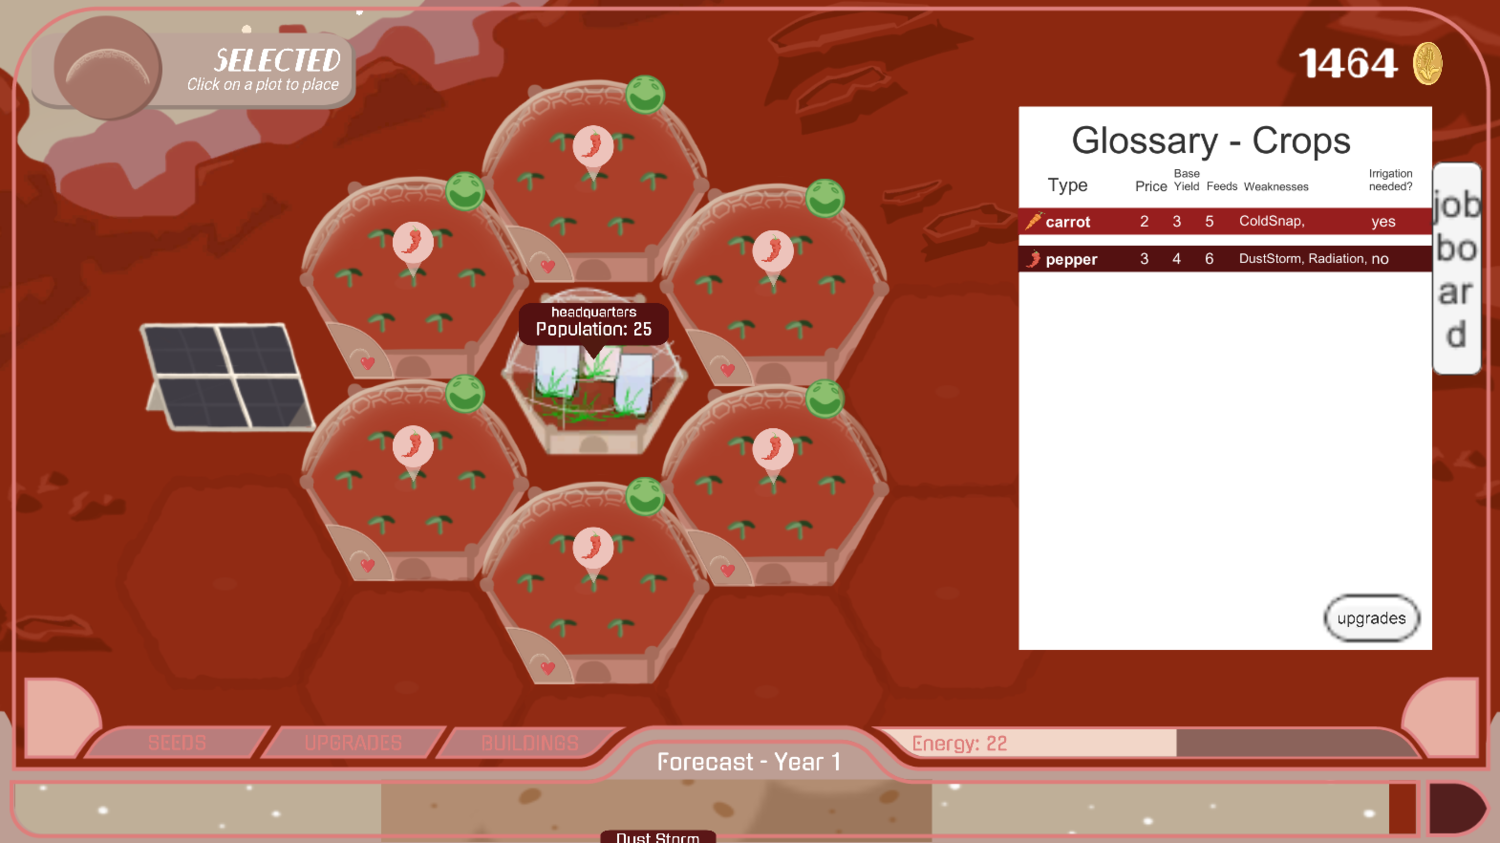 SELECTED
Click on a plot to place
1464
Glossary - Crops
Type Price Base Yield Feeds Weaknesses Irrigation needed?
carrot 2 3 5 ColdSnap, yes
pepper 3 4 6 DustStorm, Radiation, no
job
bo
ar
d
headquarters
Population: 25
upgrades
SEEDS
UPGRADES
BUILDINGS
Energy: 22
Forecast - Year 1
Dust Storm